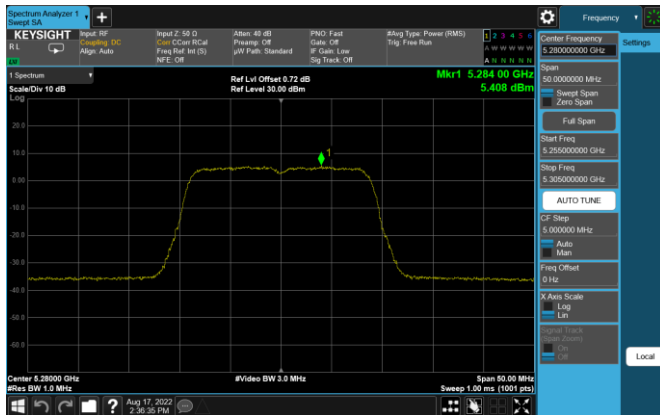 Spectrum Analyzer 1
Swept SA
Frequency
KEYSIGHT
R L
LXI
Input: RF
Coupling: DC
Align: Auto
Input Z: 50 Ω
Corr CCorr RCal
Freq Ref: Int (S)
NFE: Off
Atten: 40 dB
Preamp: Off
µW Path: Standard
PNO: Fast
Gate: Off
IF Gain: Low
Sig Track: Off
#Avg Type: Power (RMS)
Trig: Free Run
1 2 3 4 5 6
A W W W W W
A N N N N N
1 Spectrum
Scale/Div 10 dB
Log
Ref Lvl Offset 0.72 dB
Ref Level 30.00 dBm
Mkr1 5.284 00 GHz
5.408 dBm
1
20.0
10.0
0.00
-10.0
-20.0
-30.0
-40.0
-50.0
-60.0
Center 5.28000 GHz
#Res BW 1.0 MHz
#Video BW 3.0 MHz
Span 50.00 MHz
Sweep 1.00 ms (1001 pts)
Aug 17, 2022
2:36:35 PM
Center Frequency
5.280000000 GHz
Span
50.0000000 MHz
Swept Span
Zero Span
Full Span
Start Freq
5.255000000 GHz
Stop Freq
5.305000000 GHz
AUTO TUNE
CF Step
5.000000 MHz
Auto
Man
Freq Offset
0 Hz
X Axis Scale
Log
Lin
Signal Track
(Span Zoom)
On
Off
Settings
Local